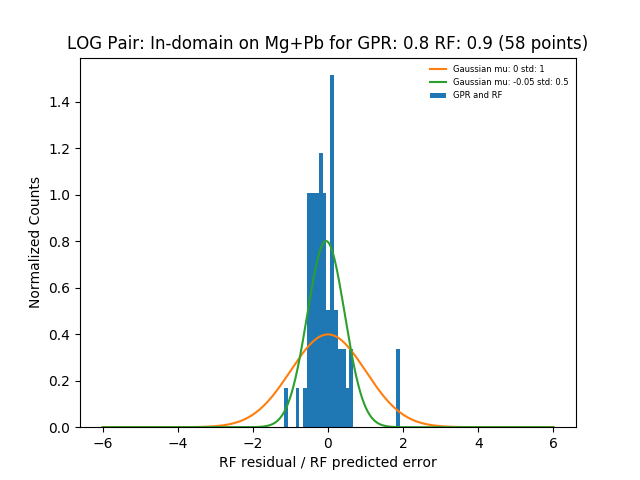 LOG Pair: In-domain on Mg+Pb for GPR: 0.8 RF: 0.9 (58 points)
Gaussian mu: 0 std: 1
Gaussian mu: -0.05 std: 0.5
GPR and RF
Normalized Counts
1.4
1.2
1.0
0.8
0.6
0.4
0.2
0.0
−6 −4 −2 0 2 4 6
RF residual / RF predicted error